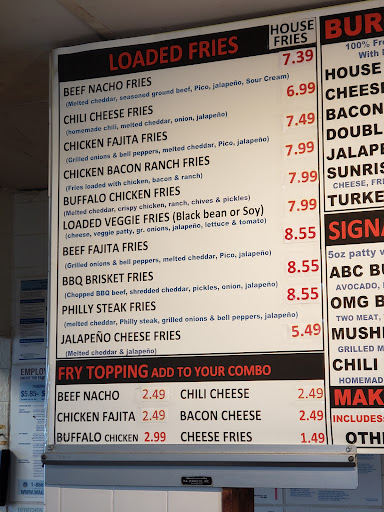 LOADED FRIES
HOUSE
FRIES
BEEF NACHO FRIES 7.39
(Melted cheddar, seasoned ground beef, Pico, jalapeño, Sour Cream)
CHILI CHEESE FRIES 6.99
(homemade chili, melted cheddar, onion, jalapeño)
CHICKEN FAJITA FRIES 7.49
(Grilled onions & bell peppers, melted cheddar, Pico, jalapeño)
CHICKEN BACON RANCH FRIES 7.99
(Fries loaded with chicken, bacon & ranch)
BUFFALO CHICKEN FRIES 7.99
(Melted cheddar, crispy chicken, ranch, chives & pickles)
LOADED VEGGIE FRIES (Black bean or Soy) 7.99
(Cheese, veggie patty, gr. onions, jalapeño, lettuce & tomato)
BEEF FAJITA FRIES 8.55
(Grilled onions & bell peppers, melted cheddar, Pico, jalapeño)
BBQ BRISKET FRIES 8.55
(Chopped BBQ beef, shredded cheddar, pickles, onion, jalapeño)
PHILLY STEAK FRIES 8.55
(melted cheddar, Philly steak, grilled onions & bell peppers, jalapeño)
JALAPEÑO CHEESE FRIES 5.49
(Melted cheddar & jalapeño)
FRY TOPPING ADD TO YOUR COMBO
BEEF NACHO 2.49 CHILI CHEESE 2.49
CHICKEN FAJITA 2.49 BACON CHEESE 2.49
BUFFALO CHICKEN 2.99 CHEESE FRIES 1.49
BUR
100% Fre
HOUSE
CHEES
BACON
DOUBL
JALAP
SUNRIS
CHEESE, FRI
TURKE
SIGNA
5oz patty w
ABC BU
AVOCADO,
OMG B
TWO MEAT,
MUSHI
GRILLED M
CHILI
HOMEMAD
MAK
INCLUDES:
OTH
EMPLOY